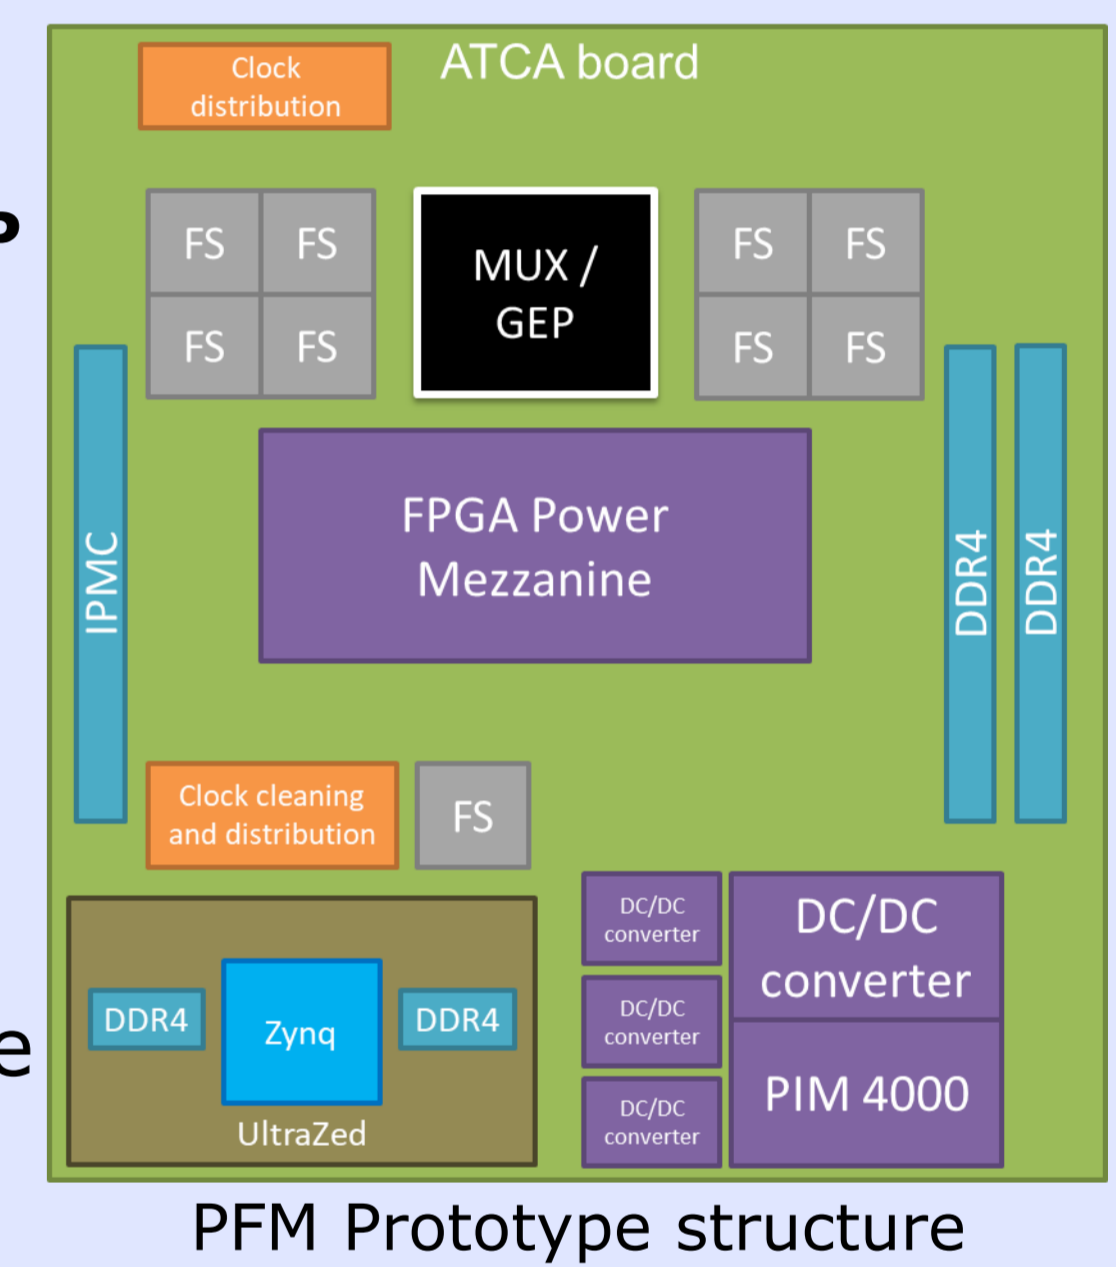 ATCA board
Clock
distribution
FS FS
FS FS
MUX /
GEP
FS FS
FS FS
IPMC
FPGA Power
Mezzanine
DDR4
DDR4
Clock cleaning
and distribution
FS
DDR4
Zynq
DDR4
UltraZed
DC/DC
converter
DC/DC
converter
DC/DC
converter
DC/DC
converter
PIM 4000
e
PFM Prototype structure